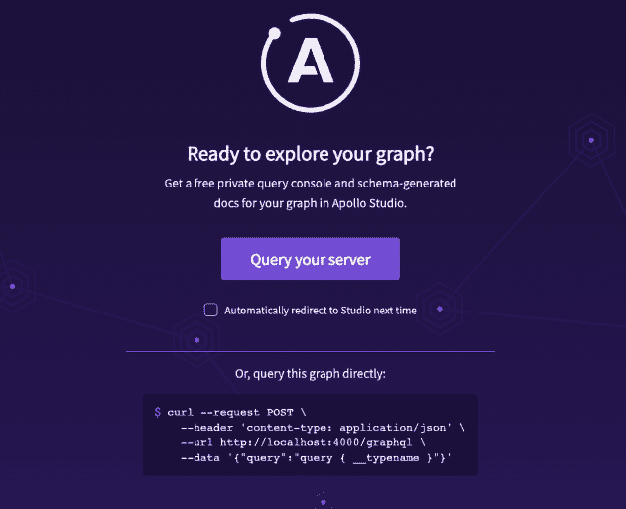 A
Ready to explore your graph?
Get a free private query console and schema-generated
docs for your graph in Apollo Studio.
Query your server
Automatically redirect to Studio next time
Or, query this graph directly:
$ curl --request POST \
--header 'content-type: application/json' \
--url http://localhost:4000/graphql \
--data '{"query":"query { __typename }"}'